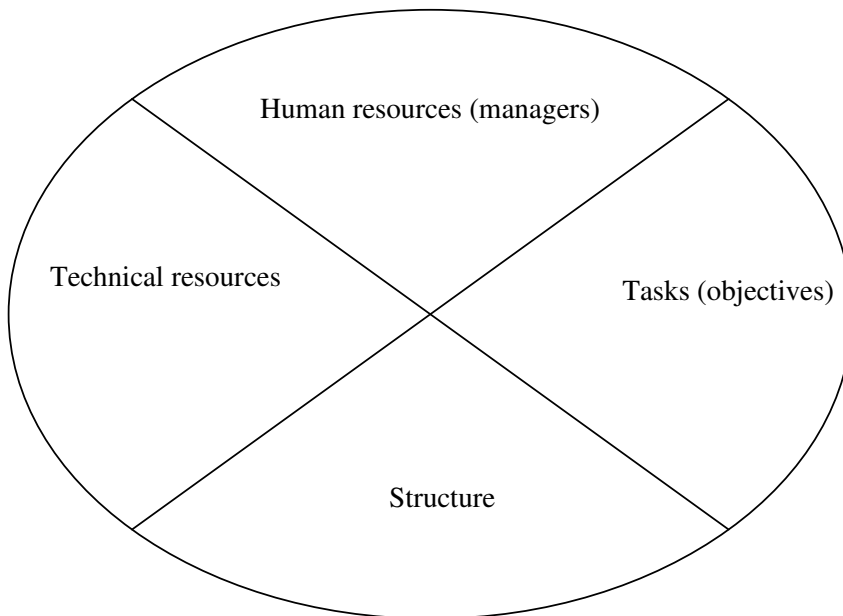 Human resources (managers)
Technical resources
Tasks (objectives)
Structure